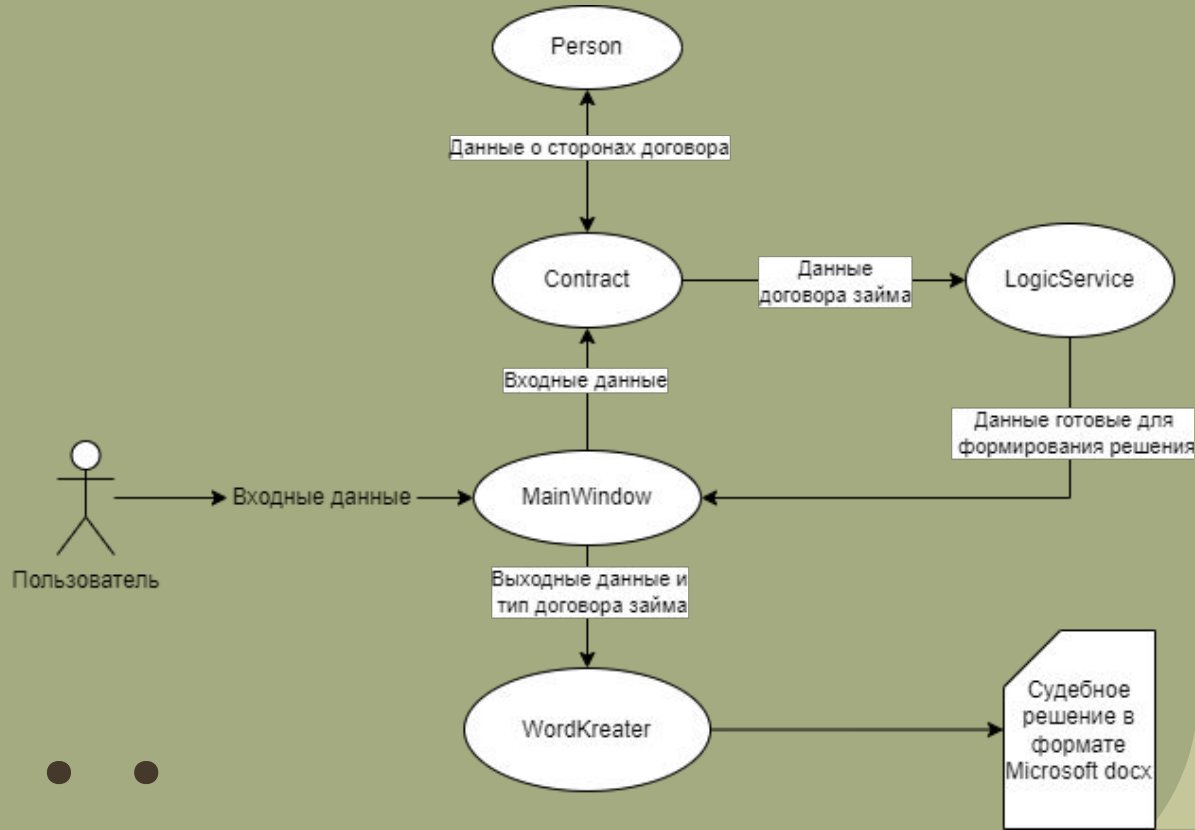 Person
Данные о сторонах договора
Contract
Данные
договора займа
LogicService
Входные данные
Данные готовые для
формирования решения
Входные данные
MainWindow
Пользователь
Выходные данные и
тип договора займа
WordKreater
Судебное
решение в
формате
Microsoft docx